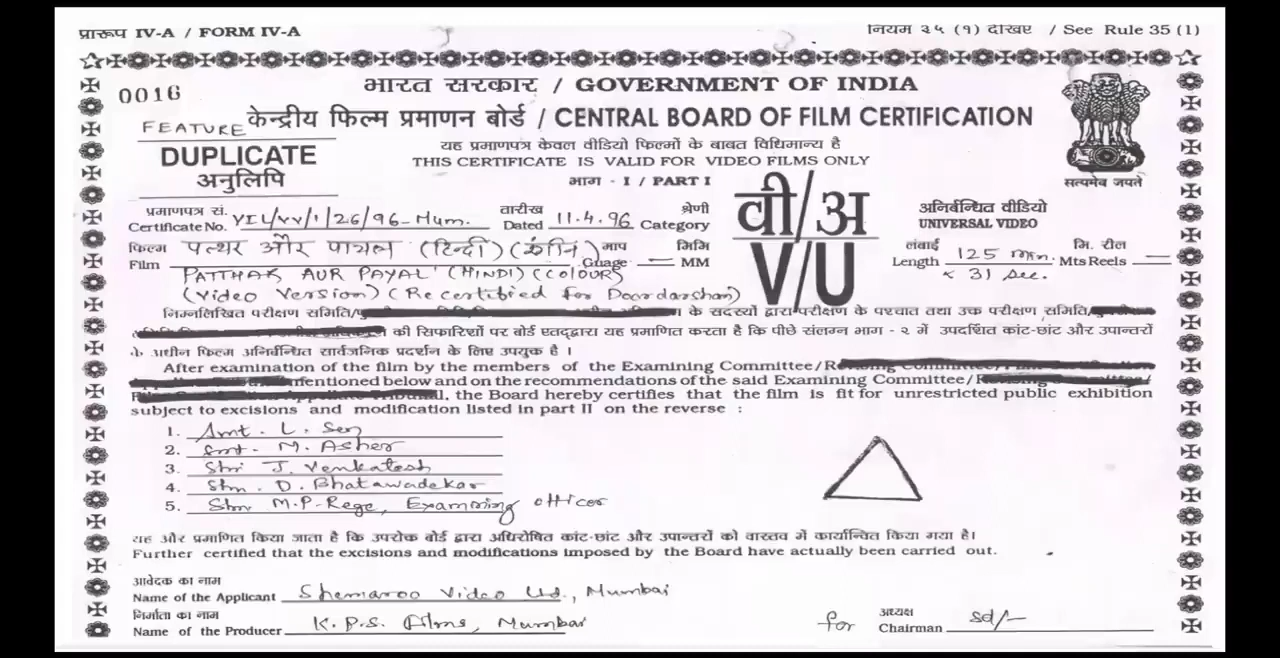 प्रारूप IV-A / FORM IV-A
नियम ३५ (१) देखिए / See Rule 35 (1)
0016
भारत सरकार / GOVERNMENT OF INDIA
FEATURE
केन्द्रीय फिल्म प्रमाणन बोर्ड / CENTRAL BOARD OF FILM CERTIFICATION
DUPLICATE
अनुलिपि
यह प्रमाणपत्र केवल वीडियो फिल्मों के बाबत विधिमान्य है
THIS CERTIFICATE IS VALID FOR VIDEO FILMS ONLY
सत्यमेव जयते
भाग - I / PART I
प्रमाणपत्र सं.
Certificate No. VIL/VV/1/26/96-Mum.
तारीख
Dated 11.4.96
श्रेणी
Category
वी/अ
V/U
अनिर्बन्धित वीडियो
UNIVERSAL VIDEO
फिल्म पत्थर और पायल (हिन्दी) (रंगीन) माप मिमि
Film Guage — MM
लंबाई मि. रील
Length 125 Min. Mts Reels —
31 sec.
PATTHAR AUR PAYAL (HINDI) (COLOUR)
(Video Version) (Recertified for Doordarshan)
निम्नलिखित परीक्षण समिति/ के सदस्यों द्वारा परीक्षण के पश्चात तथा उक्त परीक्षण समिति/
की सिफारिशों पर बोर्ड एतद्द्वारा यह प्रमाणित करता है कि पीछे संलग्न भाग - २ में उपदर्शित कांट-छांट और उपान्तरों
के अधीन फिल्म अनिर्बन्धित सार्वजनिक प्रदर्शन के लिए उपयुक्त है ।
After examination of the film by the members of the Examining Committee/
mentioned below and on the recommendations of the said Examining Committee/
the Board hereby certifies that the film is fit for unrestricted public exhibition
subject to excisions and modification listed in part II on the reverse :
1. Smt. L. Sen
2. Smt. M. Asher
3. Shri J. Venkatesh
4. Shri. D. Bhatawadekar
5. Shri M.P. Rege, Examining officer
यह और प्रमाणित किया जाता है कि उपरोक्त बोर्ड द्वारा अधिरोपित कांट-छांट और उपान्तरों को वास्तव में कार्यान्वित किया गया है।
Further certified that the excisions and modifications imposed by the Board have actually been carried out.
आवेदक का नाम
Name of the Applicant Shemaroo Video Ltd., Mumbai
निर्माता का नाम
Name of the Producer K.P.S. Films, Mumbai
for
अध्यक्ष
Chairman sd/-